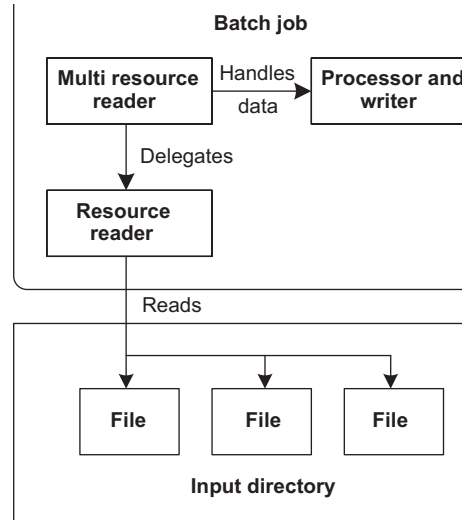 Batch job
Multi resource
reader
Handles
data
Processor and
writer
Delegates
Resource
reader
Reads
File
File
File
Input directory